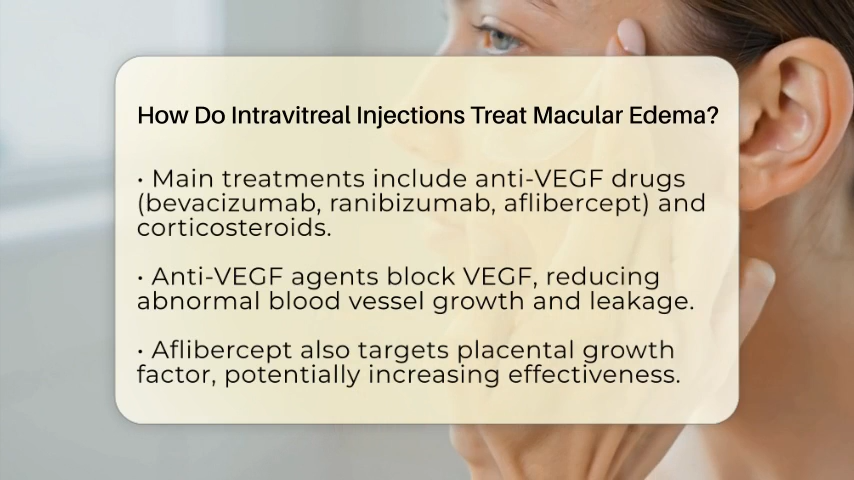 How Do Intravitreal Injections Treat Macular Edema?
• Main treatments include anti-VEGF drugs
(bevacizumab, ranibizumab, aflibercept) and
corticosteroids.
• Anti-VEGF agents block VEGF, reducing
abnormal blood vessel growth and leakage.
• Aflibercept also targets placental growth
factor, potentially increasing effectiveness.